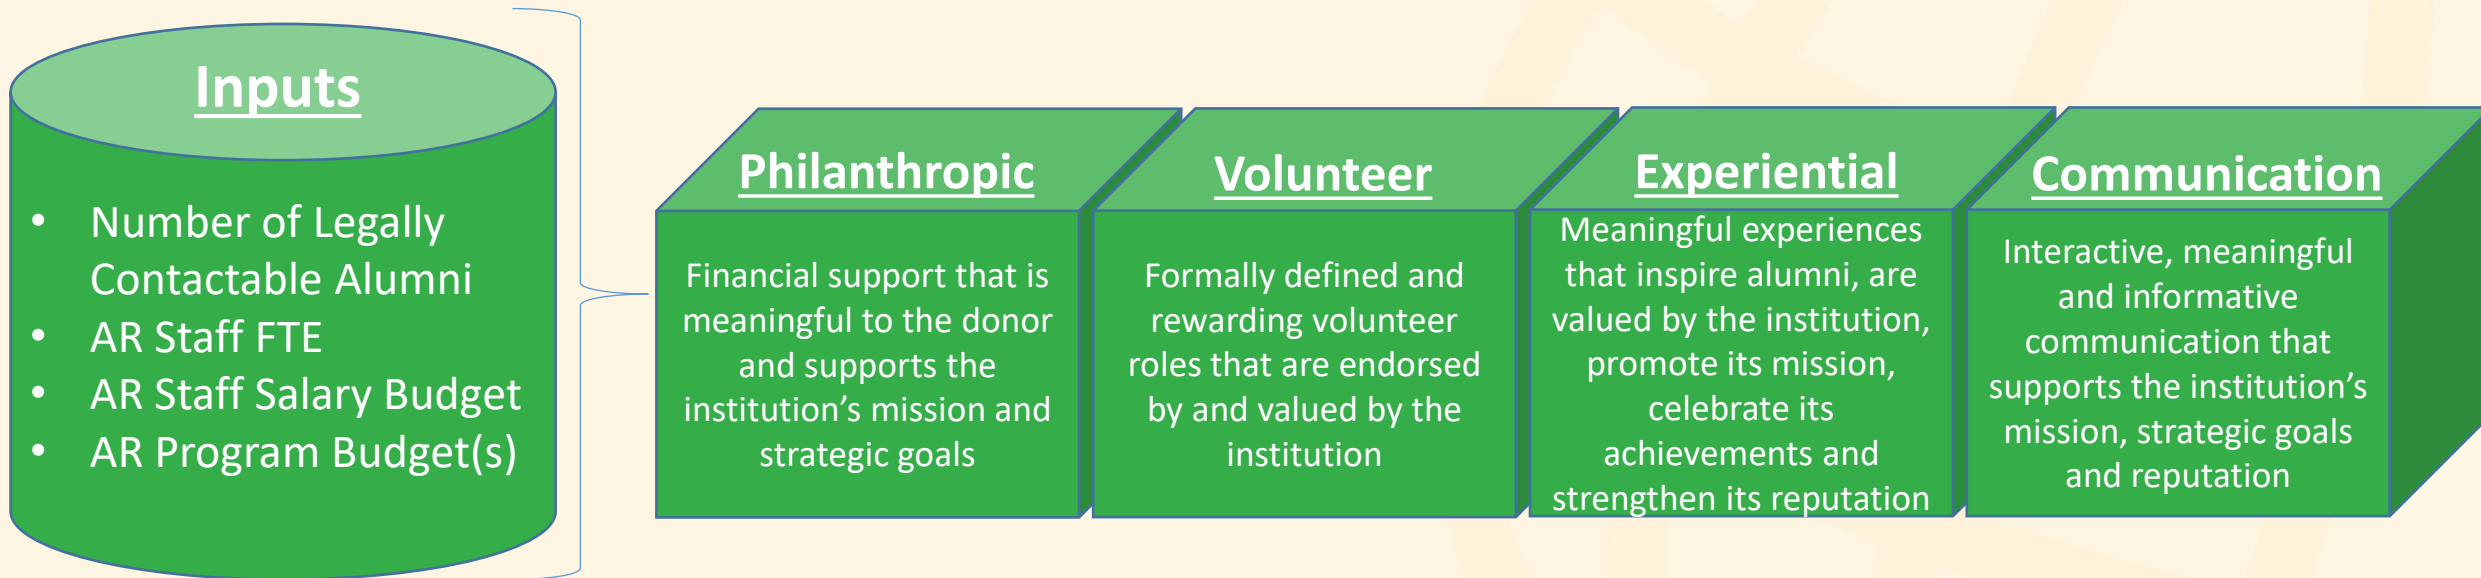 Inputs
• Number of Legally
Contactable Alumni
• AR Staff FTE
• AR Staff Salary Budget
• AR Program Budget(s)
Philanthropic
Financial support that is
meaningful to the donor
and supports the
institution’s mission and
strategic goals
Volunteer
Formally defined and
rewarding volunteer
roles that are endorsed
by and valued by the
institution
Experiential
Meaningful experiences
that inspire alumni, are
valued by the institution,
promote its mission,
celebrate its
achievements and
strengthen its reputation
Communication
Interactive, meaningful
and informative
communication that
supports the institution’s
mission, strategic goals
and reputation